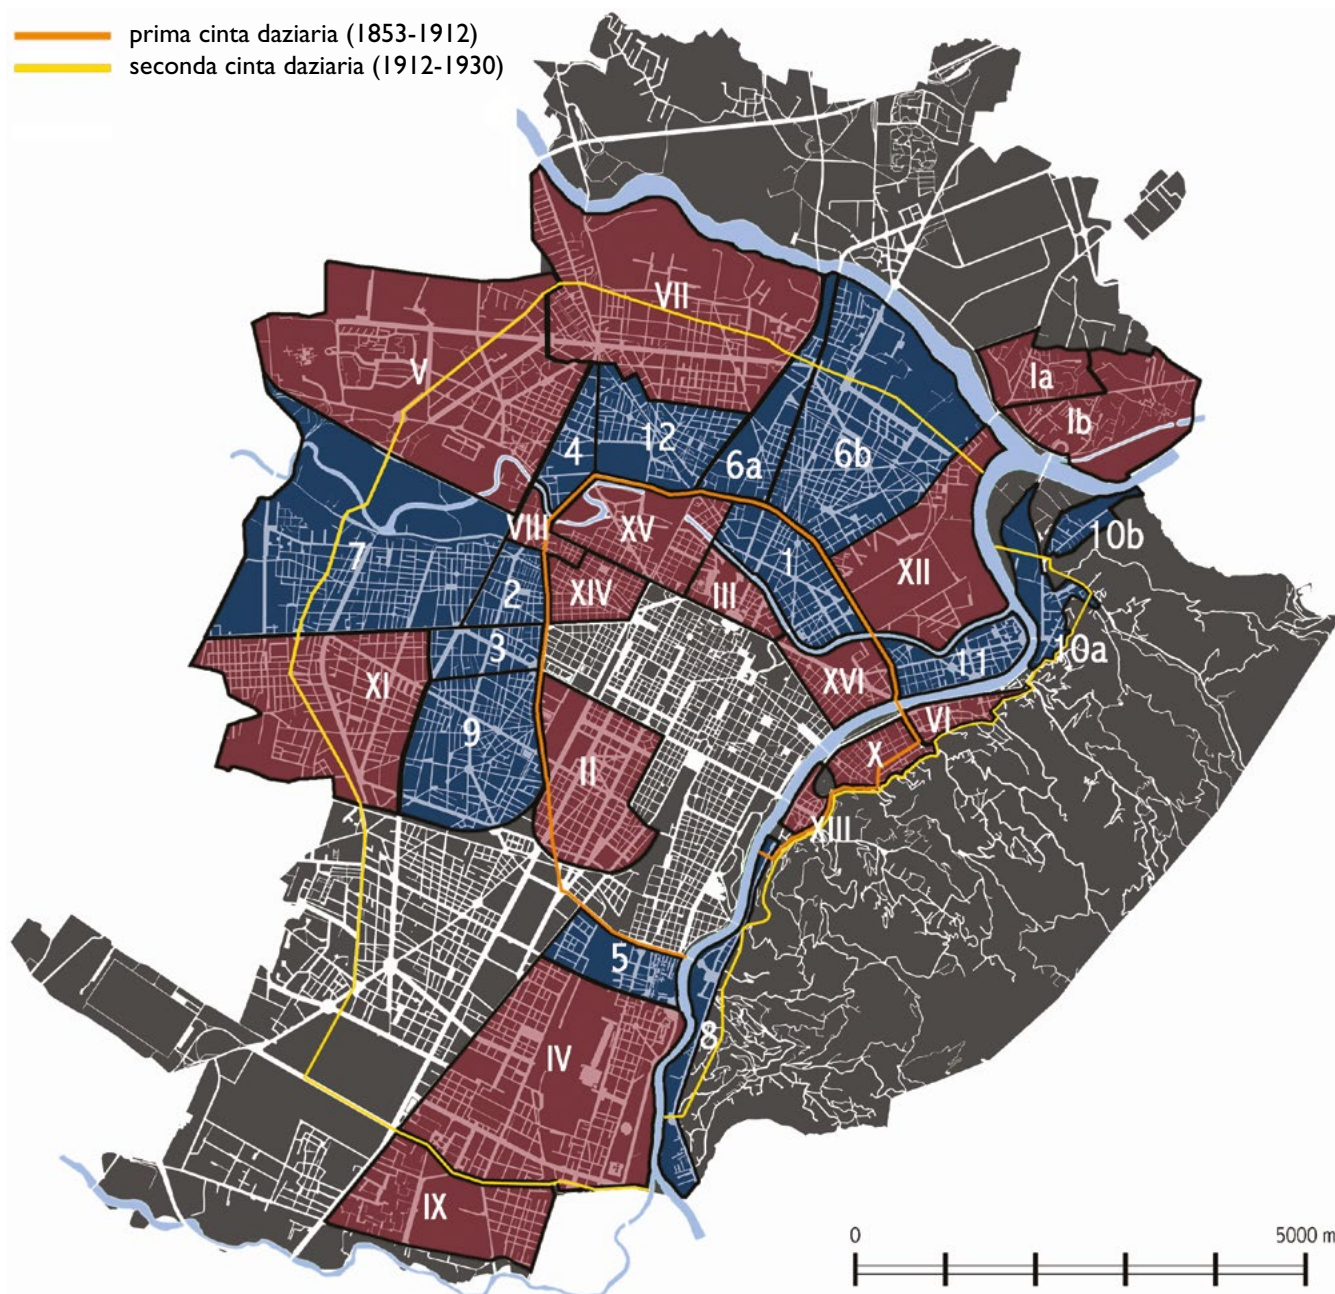 prima cinta daziaria (1853-1912)
seconda cinta daziaria (1912-1930)
VII
V
Ia
Ib
4
12
6a
6b
VIII
XV
10b
7
1
XII
2
XIV
III
3
11
10a
XI
XVI
9
VI
II
X
XIII
5
8
IV
IX
0
5000 m